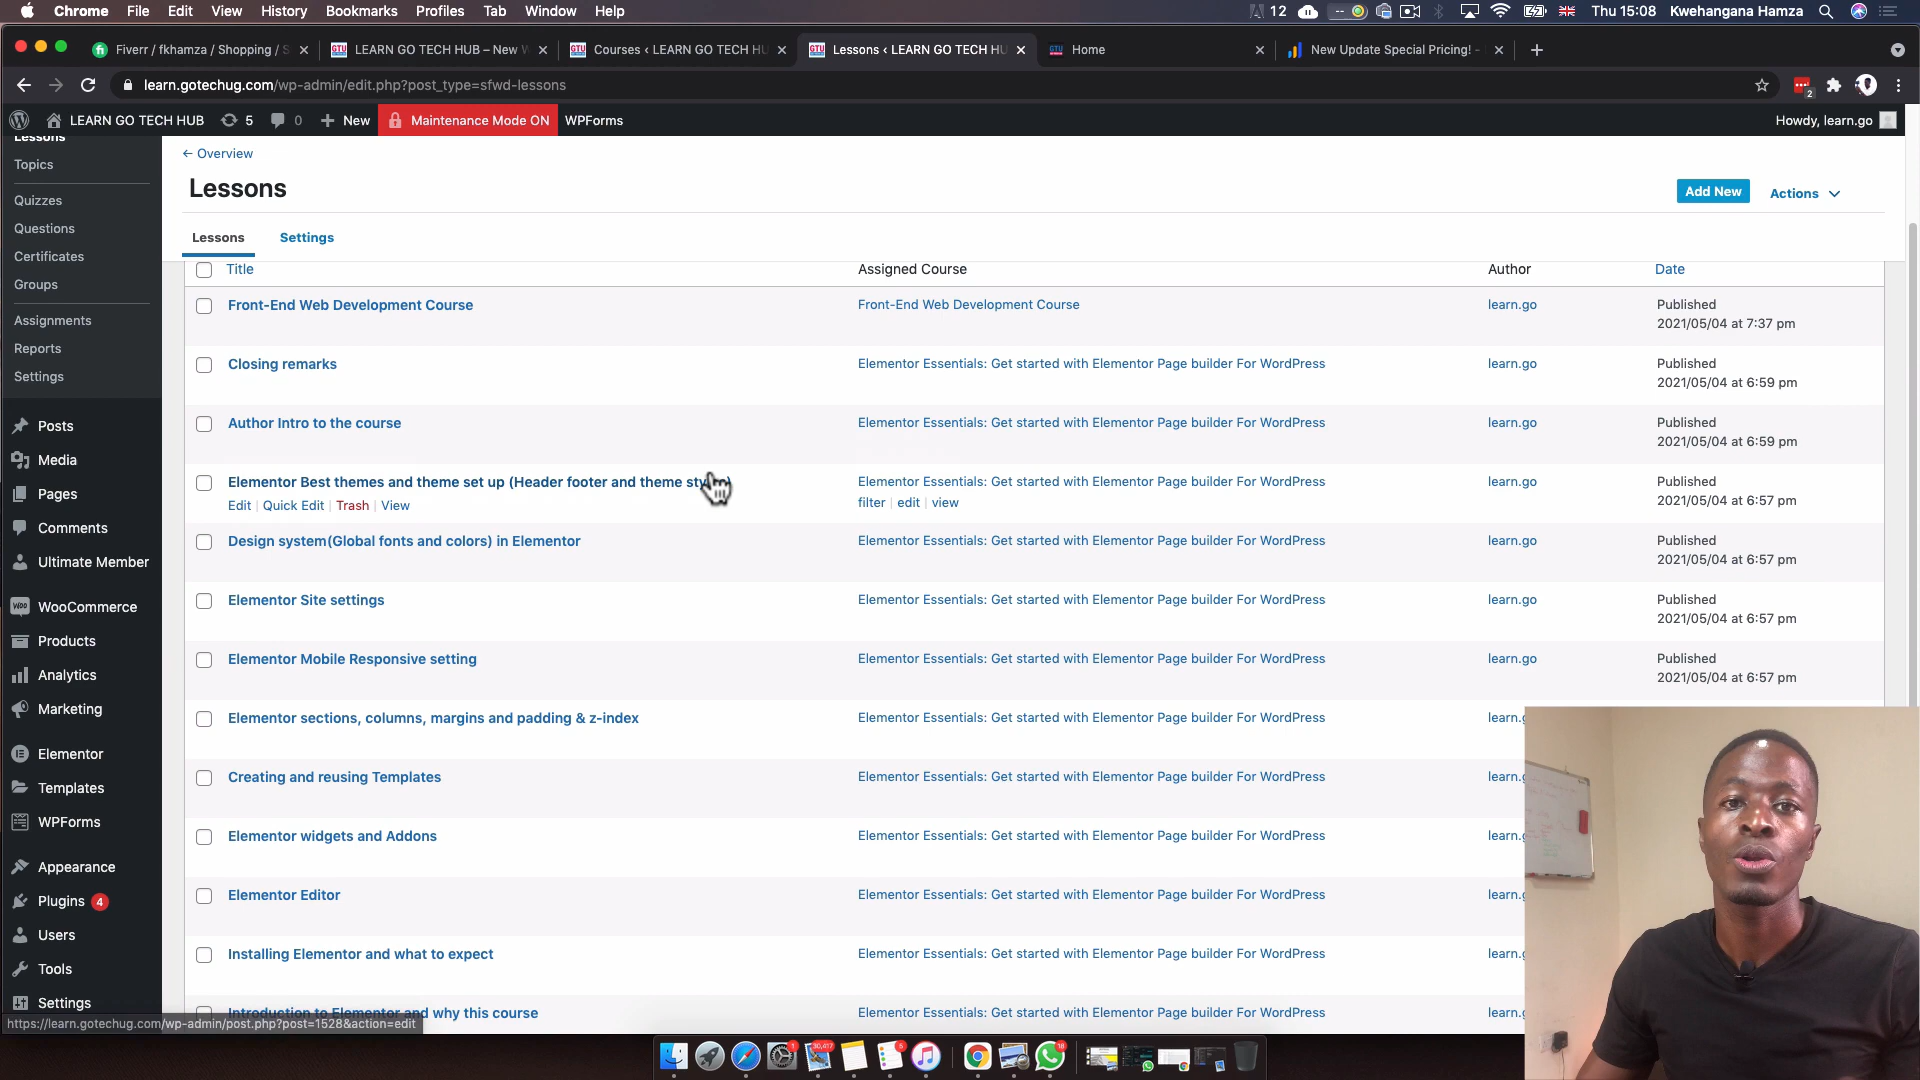 Chrome File Edit View History Bookmarks Profiles Tab Window Help
12 Thu 15:08 Kwehangana Hamza
Fiverr / fkhamza / Shopping / S
LEARN GO TECH HUB – New W
Courses ‹ LEARN GO TECH HU
Lessons ‹ LEARN GO TECH HU
Home
New Update Special Pricing! -
learn.gotechug.com/wp-admin/edit.php?post_type=sfwd-lessons
2
LEARN GO TECH HUB 5 0 New Maintenance Mode ON WPForms
Howdy, learn.go
Lessons
Topics
Quizzes
Questions
Certificates
Groups
Assignments
Reports
Settings
Posts
Media
Pages
Comments
Ultimate Member
WooCommerce
Products
Analytics
Marketing
Elementor
Templates
WPForms
Appearance
Plugins 4
Users
Tools
Settings
← Overview
Lessons
Add New Actions
Lessons Settings
Title Assigned Course Author Date
Front-End Web Development Course Front-End Web Development Course learn.go Published
2021/05/04 at 7:37 pm
Closing remarks Elementor Essentials: Get started with Elementor Page builder For WordPress learn.go Published
2021/05/04 at 6:59 pm
Author Intro to the course Elementor Essentials: Get started with Elementor Page builder For WordPress learn.go Published
2021/05/04 at 6:59 pm
Elementor Best themes and theme set up (Header footer and theme Elementor Essentials: Get started with Elementor Page builder For WordPress learn.go Published
Edit | Quick Edit | Trash | View filter | edit | view 2021/05/04 at 6:57 pm
Design system(Global fonts and colors) in Elementor Elementor Essentials: Get started with Elementor Page builder For WordPress learn.go Published
2021/05/04 at 6:57 pm
Elementor Site settings Elementor Essentials: Get started with Elementor Page builder For WordPress learn.go Published
2021/05/04 at 6:57 pm
Elementor Mobile Responsive setting Elementor Essentials: Get started with Elementor Page builder For WordPress learn.go Published
2021/05/04 at 6:57 pm
Elementor sections, columns, margins and padding & z-index Elementor Essentials: Get started with Elementor Page builder For WordPress learn.g
Creating and reusing Templates Elementor Essentials: Get started with Elementor Page builder For WordPress learn.g
Elementor widgets and Addons Elementor Essentials: Get started with Elementor Page builder For WordPress learn.g
Elementor Editor Elementor Essentials: Get started with Elementor Page builder For WordPress learn.g
Installing Elementor and what to expect Elementor Essentials: Get started with Elementor Page builder For WordPress learn.g
Introduction to Elementor and why this course Elementor Essentials: Get started with Elementor Page builder For WordPress learn.g
https://learn.gotechug.com/wp-admin/post.php?post=1528&action=edit